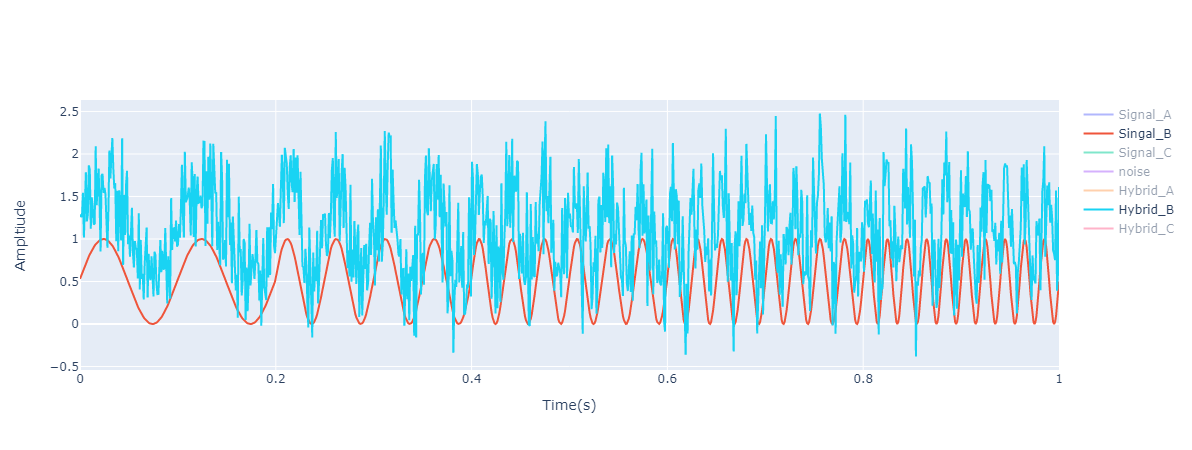 2.5
2
1.5
1
0.5
0
−0.5
0
0.2
0.4
0.6
0.8
1
Time(s)
Ampltiude
Signal_A
Singal_B
Signal_C
noise
Hybrid_A
Hybrid_B
Hybrid_C